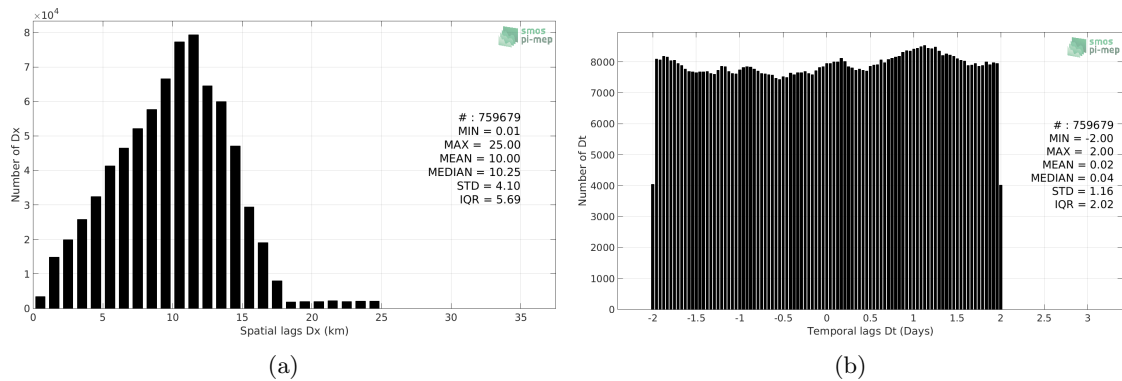 ×10⁴
8
7
6
5
4
3
2
1
0
Number of Dx
smos
pi-mep
# : 759679
MIN = 0.01
MAX = 25.00
MEAN = 10.00
MEDIAN = 10.25
STD = 4.10
IQR = 5.69
0 5 10 15 20 25 30 35
Spatial lags Dx (km)
(a)
8000
7000
6000
5000
4000
3000
2000
1000
0
Number of Dt
smos
pi-mep
# : 759679
MIN = -2.00
MAX = 2.00
MEAN = 0.02
MEDIAN = 0.04
STD = 1.16
IQR = 2.02
-2 -1.5 -1 -0.5 0 0.5 1 1.5 2 2.5 3
Temporal lags Dt (Days)
(b)